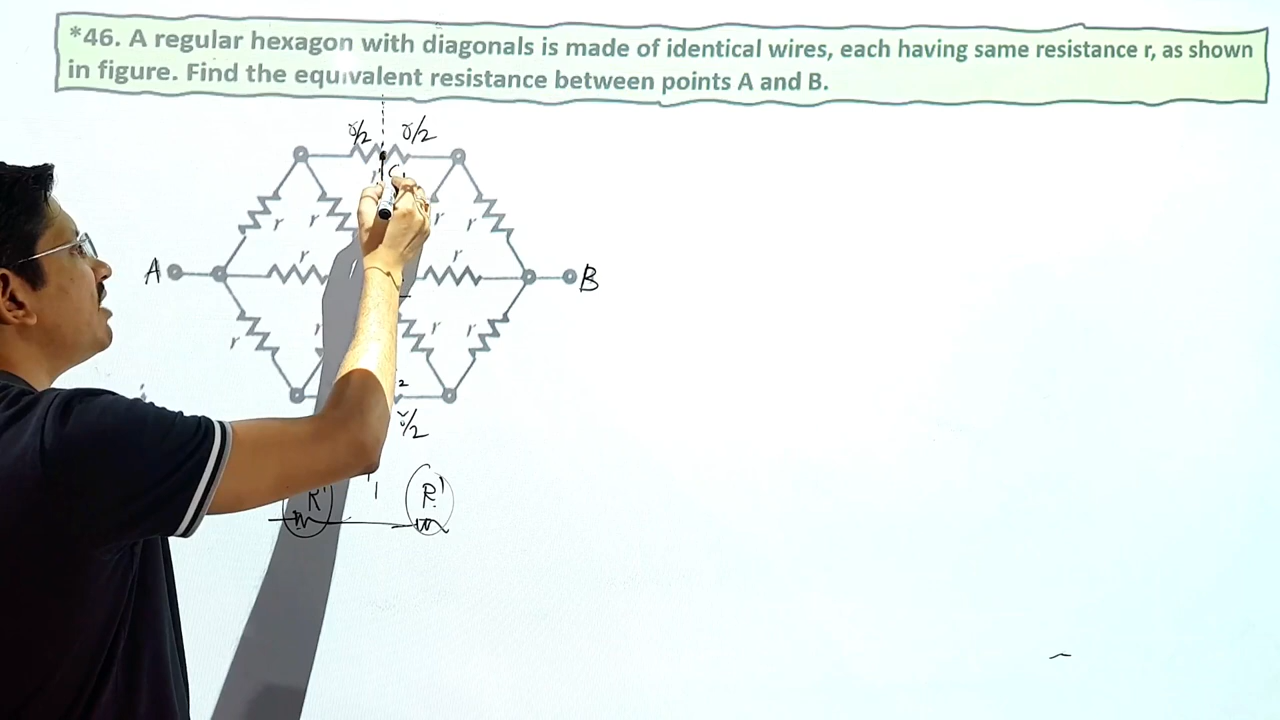 *46. A regular hexagon with diagonals is made of identical wires, each having same resistance r, as shown
in figure. Find the equivalent resistance between points A and B.
r/2 r/2
C
r r r r
r r
A B
r r r r
2
r/2
R' R'